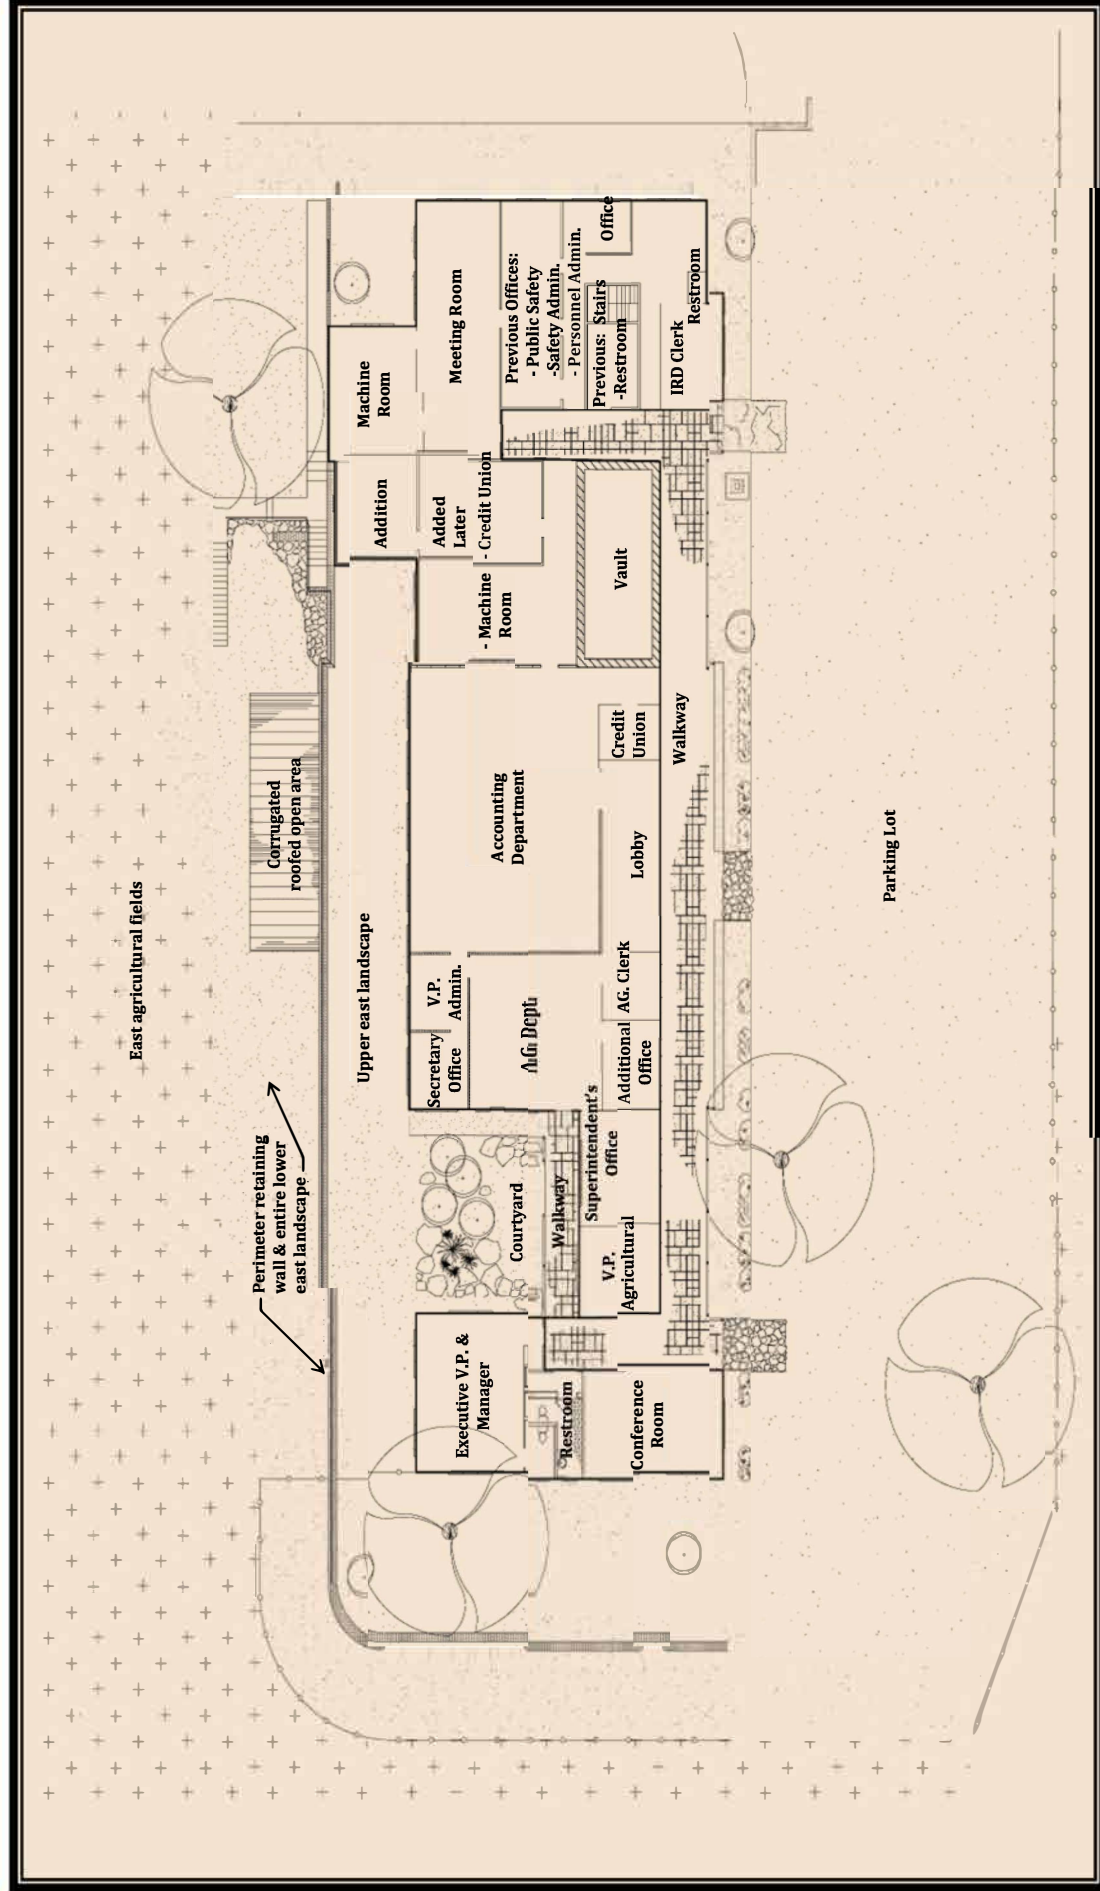 East agricultural fields
Perimeter retaining
wall & entire lower
east landscape
Corrugated
roofed open area
Upper east landscape
Machine
Room
Addition
Secretary
Office
V.P.
Admin.
Added
Later
- Credit Union
Meeting Room
Executive V.P. &
Manager
Courtyard
A.G. Dept.
Accounting
Department
- Machine
Room
Previous Offices:
- Public Safety
-Safety Admin.
- Personnel Admin.
Walkway
Restroom
Superintendent's
Office
V.P.
Agricultural
Additional
Office
AG. Clerk
Lobby
Credit
Union
Vault
Previous: Stairs
-Restroom
Office
Conference
Room
Walkway
IRD Clerk
Restroom
Parking Lot